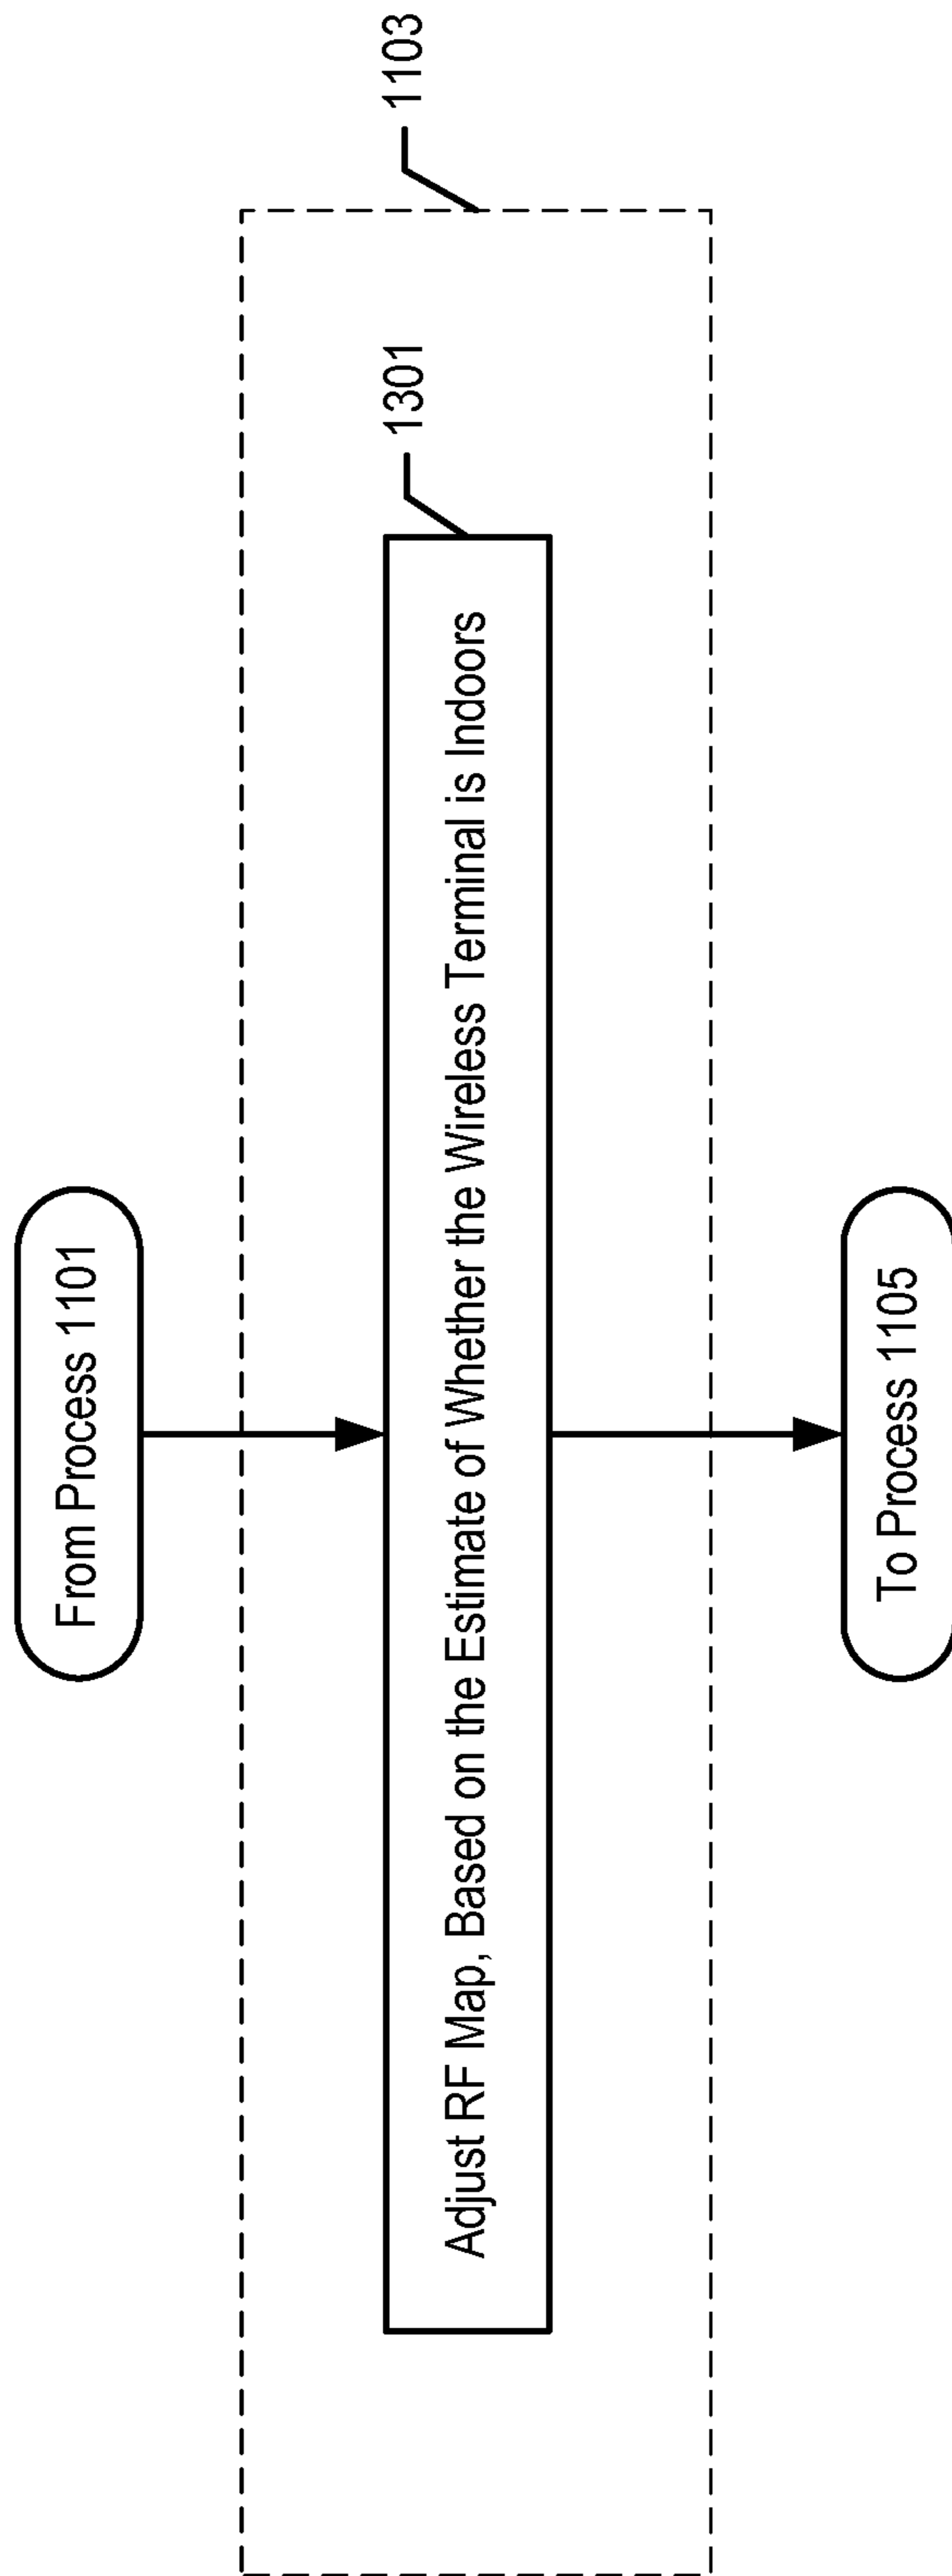 From Process 1101
1103
1301
Adjust RF Map, Based on the Estimate of Whether the Wireless Terminal is Indoors
To Process 1105